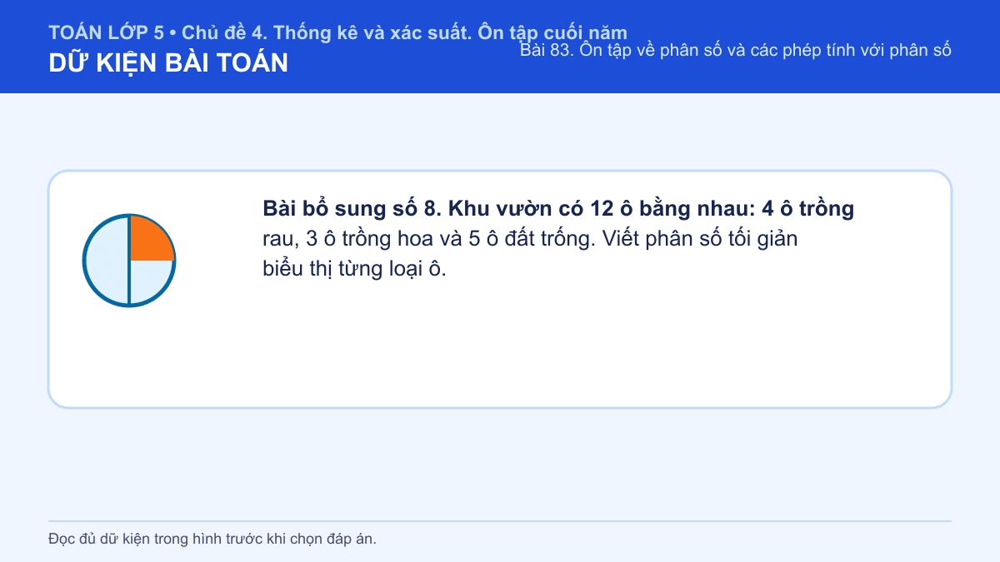 TOÁN LỚP 5 • Chủ đề 4. Thống kê và xác suất. Ôn tập cuối năm
Bài 83. Ôn tập về phân số và các phép tính với phân số
DỮ KIỆN BÀI TOÁN
Bài bổ sung số 8. Khu vườn có 12 ô bằng nhau: 4 ô trồng
rau, 3 ô trồng hoa và 5 ô đất trống. Viết phân số tối giản
biểu thị từng loại ô.
Đọc đủ dữ kiện trong hình trước khi chọn đáp án.